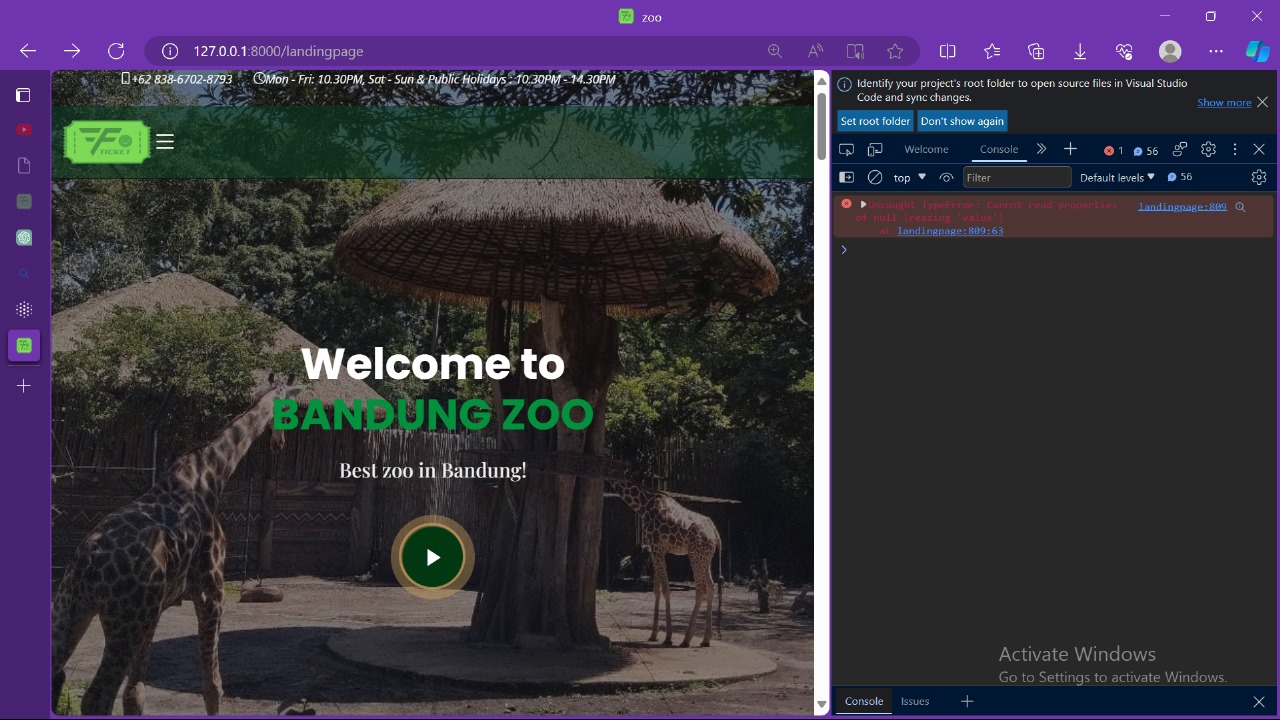 zoo
127.0.0.1:8000/landingpage
+62 838-6702-8793 Mon - Fri: 10.30PM, Sat - Sun & Public Holidays - 10.30PM - 14.30PM
TICKET
Welcome to
BANDUNG ZOO
Best zoo in Bandung!
Identify your project's root folder to open source files in Visual Studio
Code and sync changes.
Show more
Set root folder Don't show again
Welcome Console 1 56
top Filter Default levels 56
Uncaught TypeError: Cannot read properties landingpage:809
of null (reading 'value')
at landingpage:809:63
Activate Windows
Go to Settings to activate Windows.
Console Issues